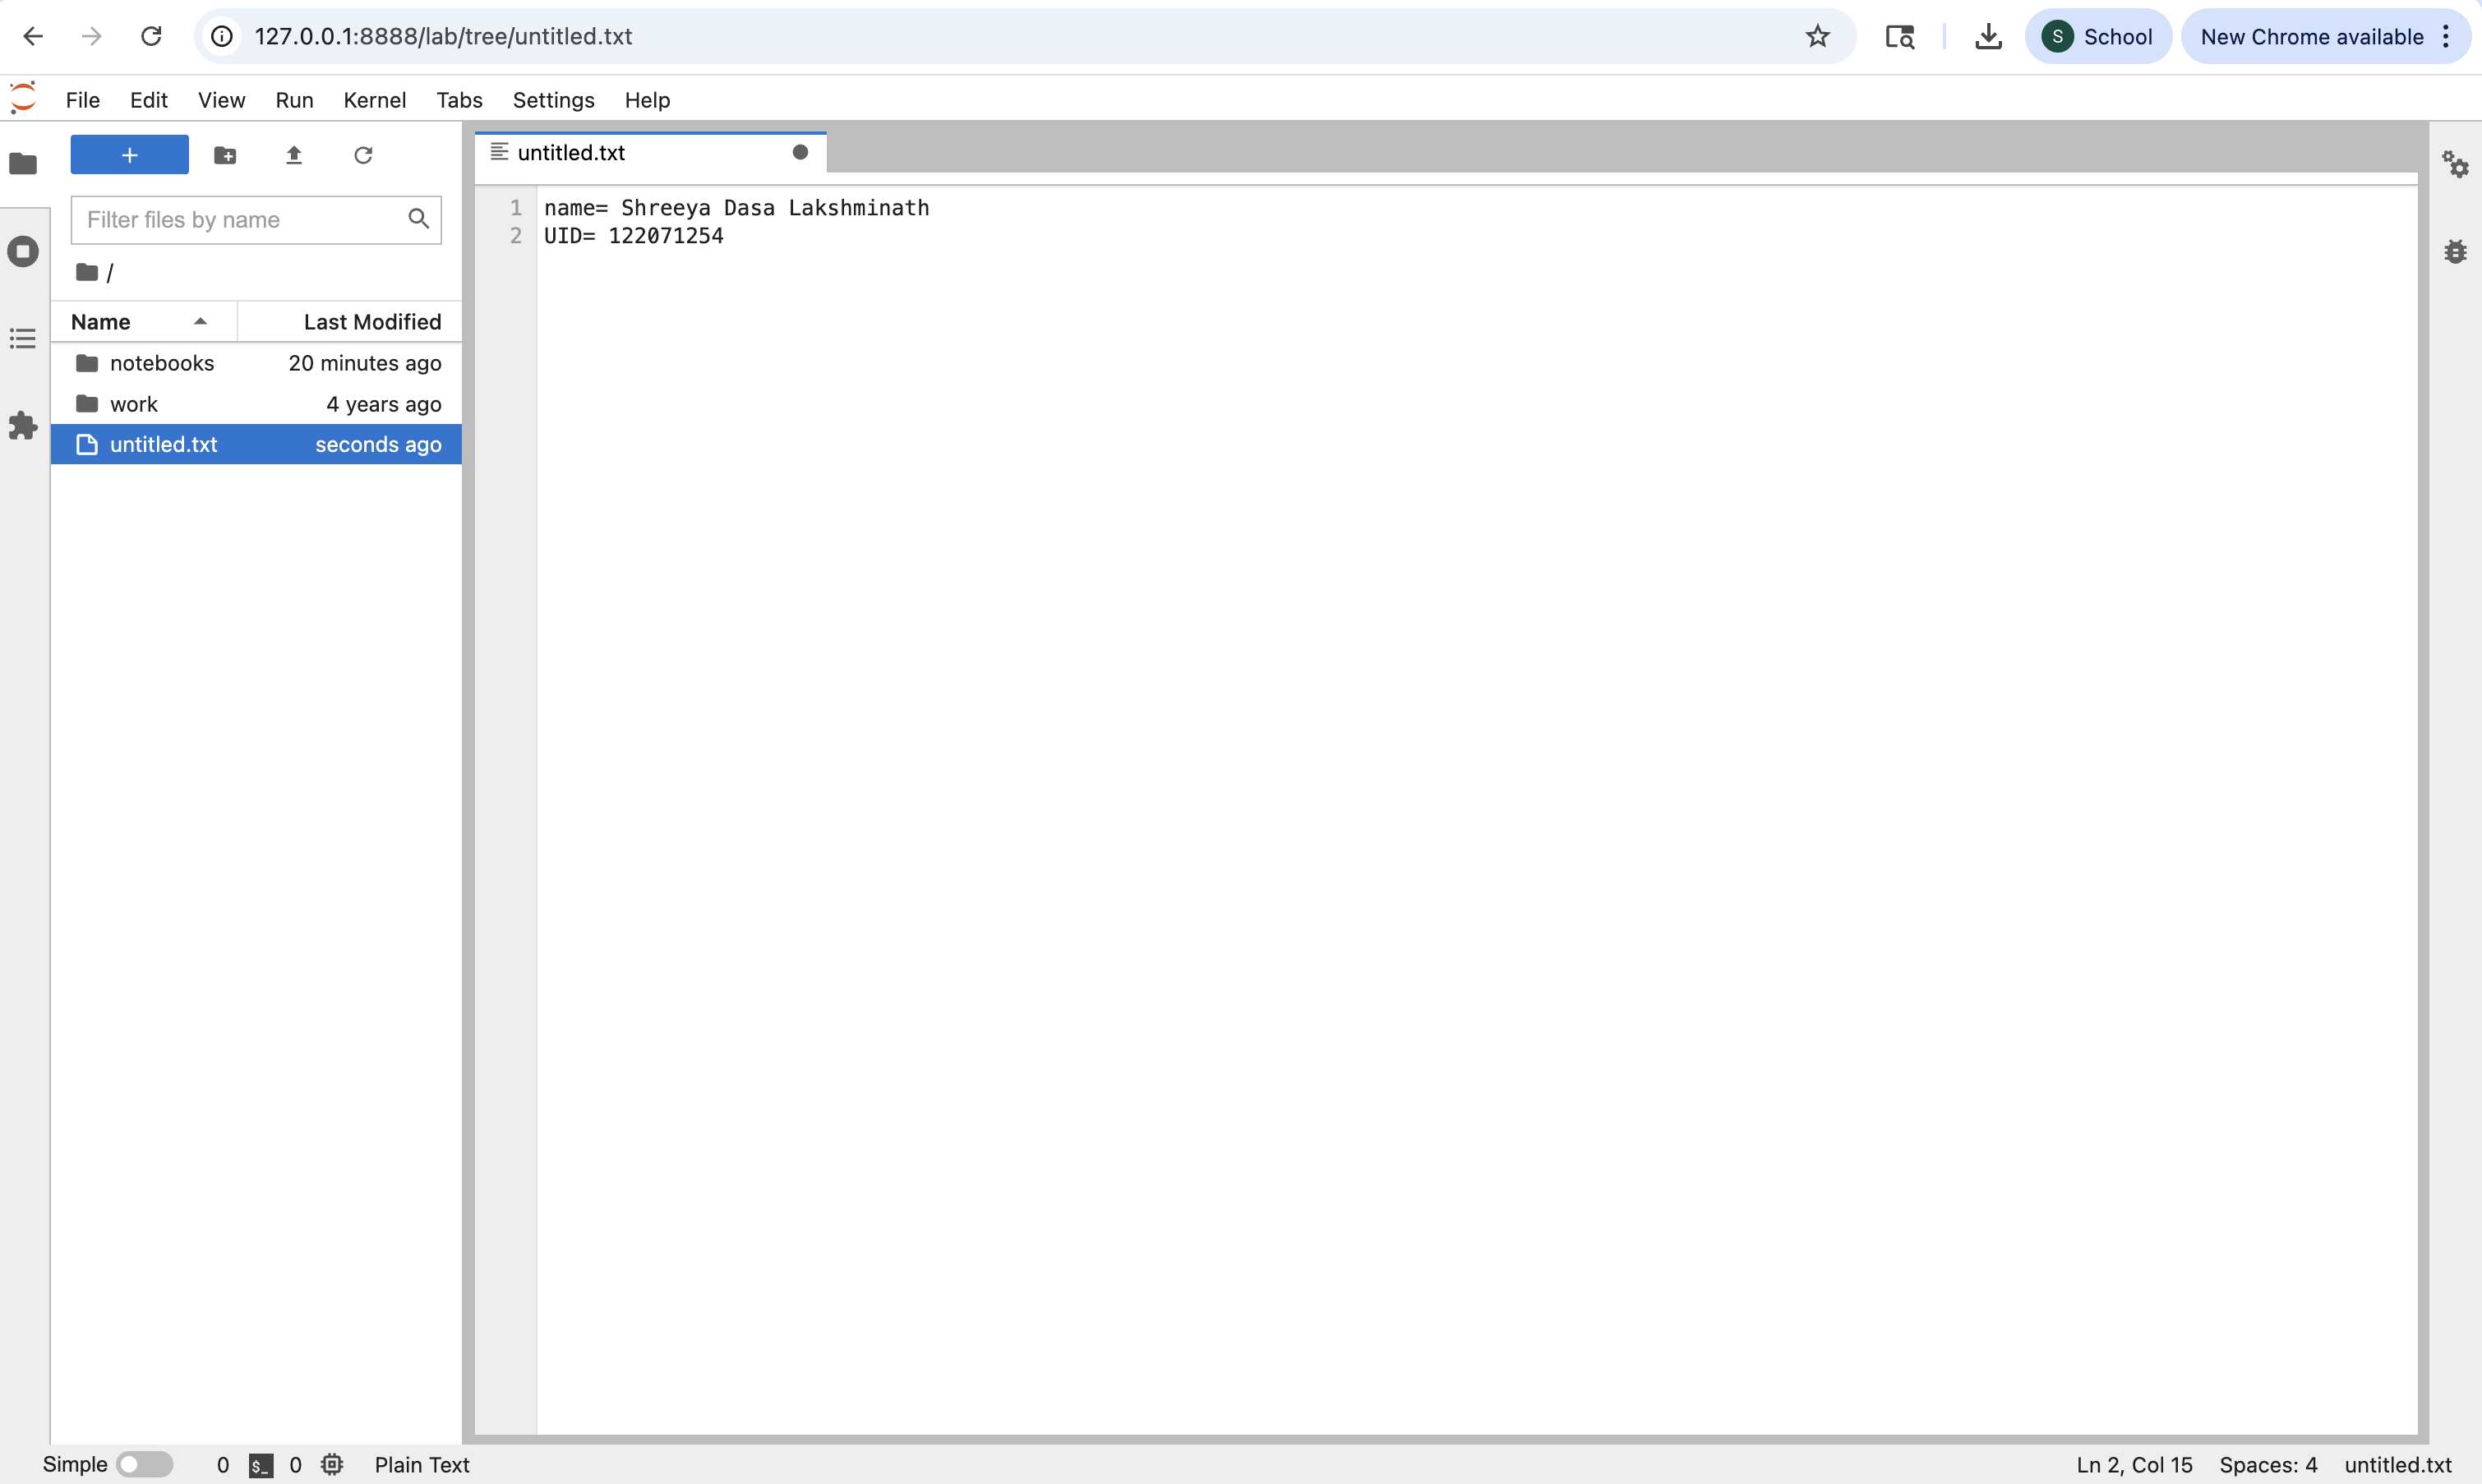 127.0.0.1:8888/lab/tree/untitled.txt
S School
New Chrome available
File Edit View Run Kernel Tabs Settings Help
+
Filter files by name
/
Name Last Modified
notebooks 20 minutes ago
work 4 years ago
untitled.txt seconds ago
untitled.txt
1 name= Shreeya Dasa Lakshminath
2 UID= 122071254
Simple 0 $_ 0 Plain Text
Ln 2, Col 15 Spaces: 4 untitled.txt